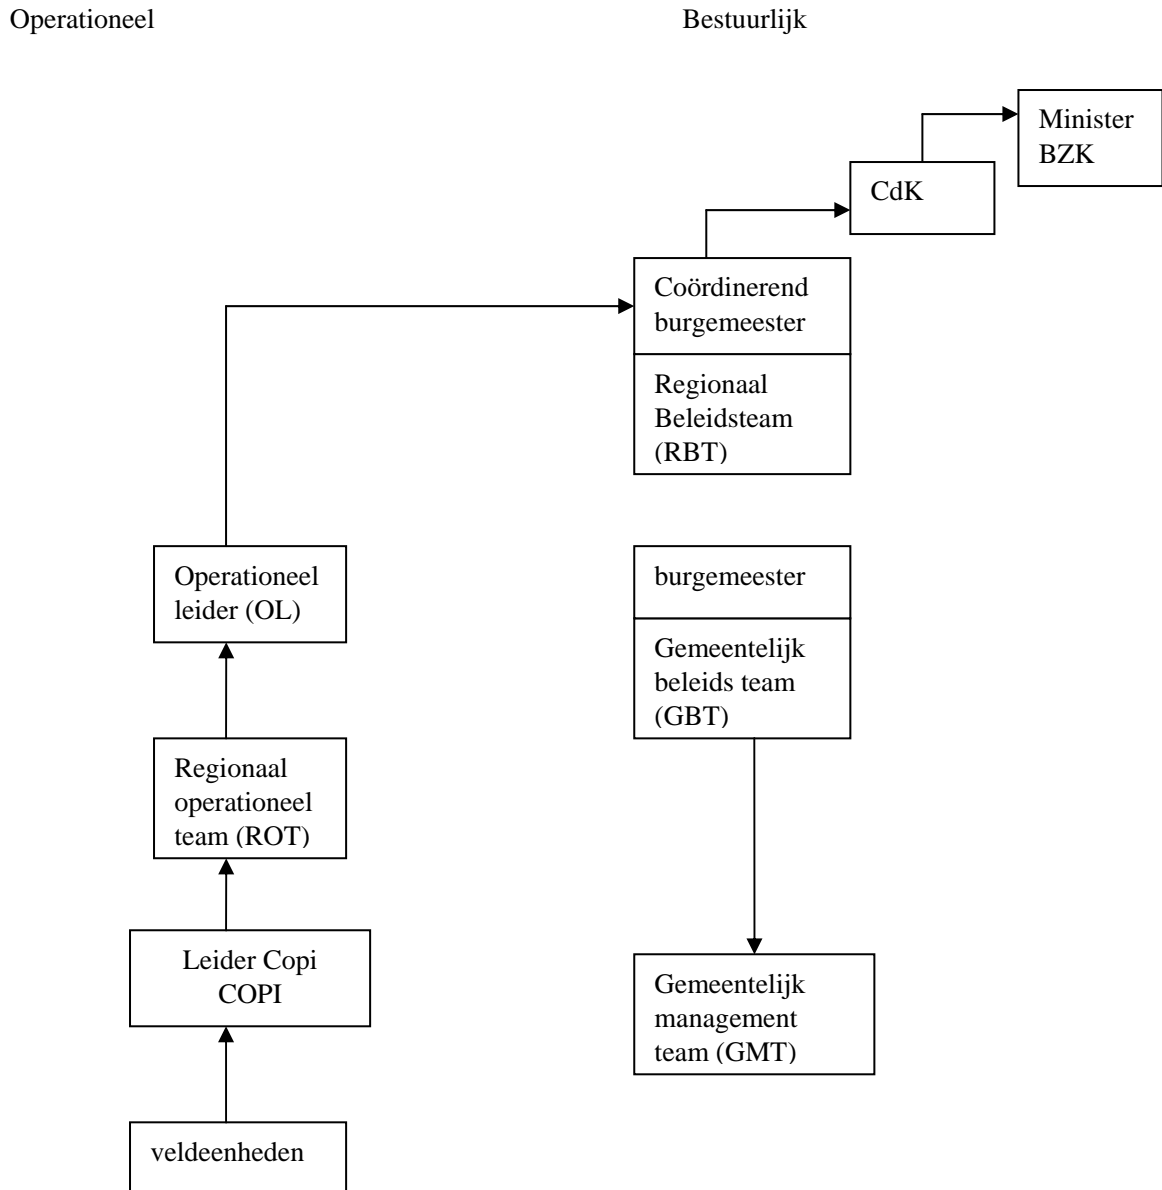 Operationeel
Bestuurlijk
Minister
BZK
CdK
Coördinerend
burgemeester
Regionaal
Beleidsteam
(RBT)
Operationeel
leider (OL)
burgemeester
Gemeentelijk
beleids team
(GBT)
Regionaal
operationeel
team (ROT)
Leider Copi
COPI
Gemeentelijk
management
team (GMT)
veldeenheden